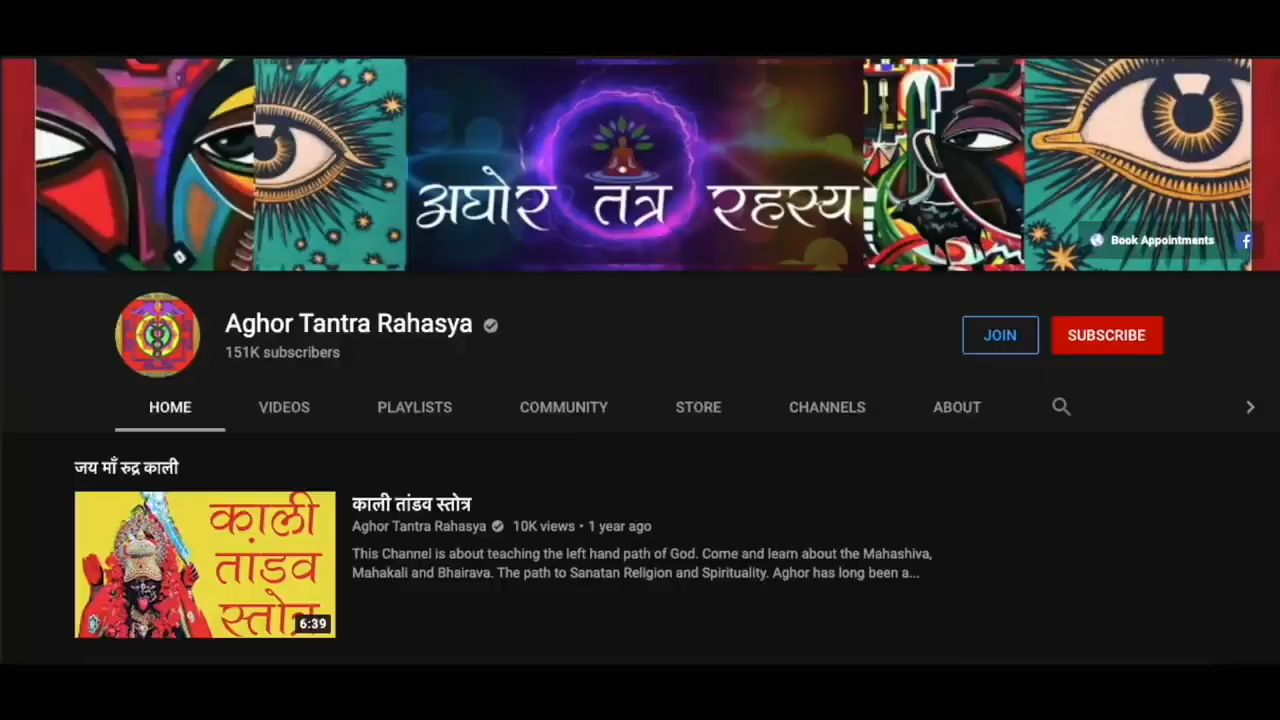 अघोर तत्र रहस्य
Book Appointments
Aghor Tantra Rahasya
151K subscribers
JOIN
SUBSCRIBE
HOME VIDEOS PLAYLISTS COMMUNITY STORE CHANNELS ABOUT
जय माँ रुद्र काली
काली
तांडव
स्तोत्र
6:39
काली तांडव स्तोत्र
Aghor Tantra Rahasya 10K views • 1 year ago
This Channel is about teaching the left hand path of God. Come and learn about the Mahashiva,
Mahakali and Bhairava. The path to Sanatan Religion and Spirituality. Aghor has long been a...